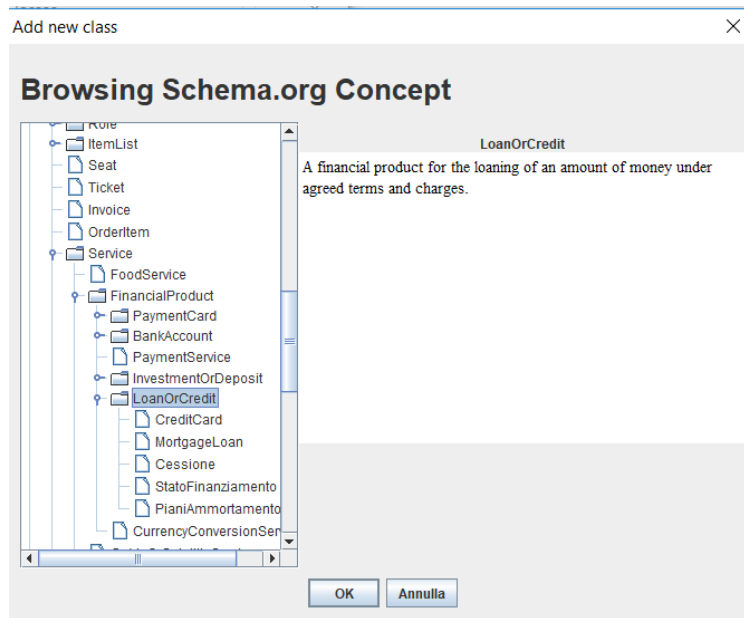 Add new class
Browsing Schema.org Concept
Role
ItemList
Seat
Ticket
Invoice
OrderItem
Service
FoodService
FinancialProduct
PaymentCard
BankAccount
PaymentService
InvestmentOrDeposit
LoanOrCredit
CreditCard
MortgageLoan
Cessione
StatoFinanziamento
PianiAmmortamento
CurrencyConversionSer
LoanOrCredit
A financial product for the loaning of an amount of money under
agreed terms and charges.
OK
Annulla